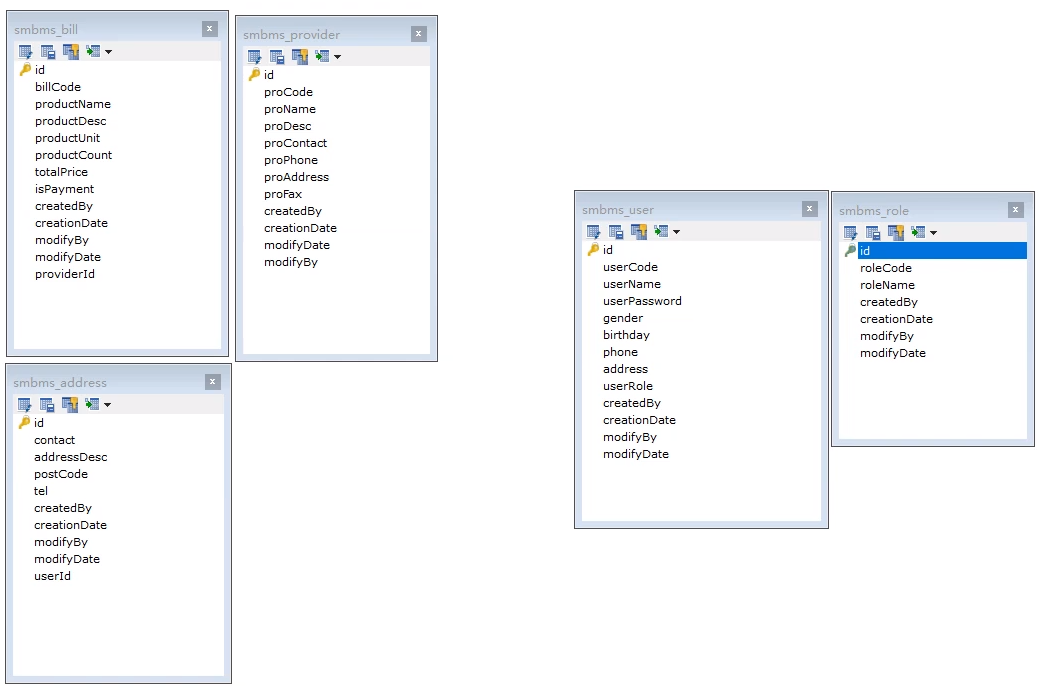 smbms_bill
id
billCode
productName
productDesc
productUnit
productCount
totalPrice
isPayment
createdBy
creationDate
modifyBy
modifyDate
providerId
smbms_provider
id
proCode
proName
proDesc
proContact
proPhone
proAddress
proFax
createdBy
creationDate
modifyDate
modifyBy
smbms_address
id
contact
addressDesc
postCode
tel
createdBy
creationDate
modifyBy
modifyDate
userId
smbms_user
id
userCode
userName
userPassword
gender
birthday
phone
address
userRole
createdBy
creationDate
modifyBy
modifyDate
smbms_role
id
roleCode
roleName
createdBy
creationDate
modifyBy
modifyDate